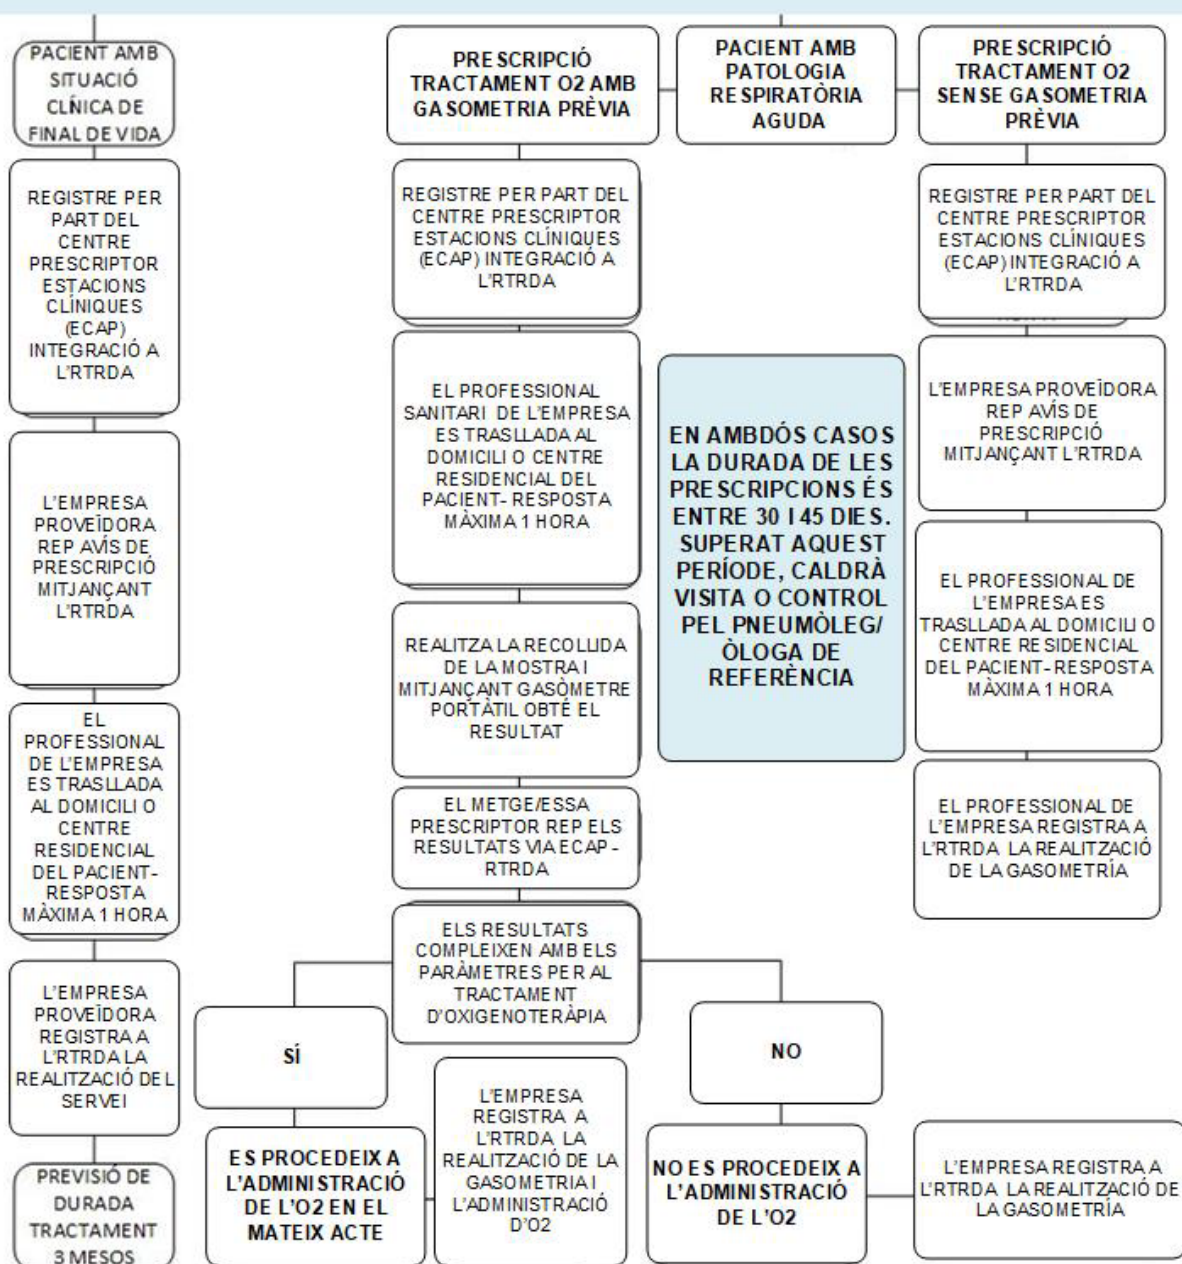 PACIENT AMB
SITUACIÓ
CLÍNICA DE
FINAL DE VIDA
REGISTRE PER
PART DEL
CENTRE
PRESCRIPTOR
ESTACIONS
CLÍNIQUES
(ECAP)
INTEGRACIÓ A
L'RTRDA
L'EMPRESA
PROVEÏDORA
REP AVÍS DE
PRESCRIPCIÓ
MITJANÇANT
L'RTRDA
EL
PROFESSIONAL
DE L'EMPRESA
ES TRASLLADA
AL DOMICILI O
CENTRE
RESIDENCIAL
DEL PACIENT-
RESPOSTA
MÀXIMA 1 HORA
L'EMPRESA
PROVEÏDORA
REGISTRA A
L'RTRDA LA
REALITZACIÓ DEL
SERVEI
PREVISIÓ DE
DURADA
TRACTAMENT
3 MESOS
PRESCRIPCIÓ
TRACTAMENT O2 AMB
GASOMETRIA PRÈVIA
REGISTRE PER PART DEL
CENTRE PRESCRIPTOR
ESTACIONS CLÍNIQUES
(ECAP) INTEGRACIÓ A
L'RTRDA
EL PROFESSIONAL
SANITARI DE L'EMPRESA
ES TRASLLADA AL
DOMICILI O CENTRE
RESIDENCIAL DEL
PACIENT- RESPOSTA
MÀXIMA 1 HORA
REALITZA LA RECOLLIDA
DE LA MOSTRA I
MITJANÇANT GASÒMETRE
PORTÀTIL OBTÉ EL
RESULTAT
EL METGE/ESSA
PRESCRIPTOR REP ELS
RESULTATS VIA ECAP -
RTRDA
ELS RESULTATS
COMPLEIXEN AMB ELS
PARÀMETRES PER AL
TRACTAMENT
D'OXIGENOTERÀPIA
SÍ
ES PROCEDEIX A
L'ADMINISTRACIÓ
DE L'O2 EN EL
MATEIX ACTE
L'EMPRESA
REGISTRA A
L'RTRDA LA
REALITZACIÓ DE LA
GASOMETRIA I
L'ADMINISTRACIÓ
D'O2
NO
NO ES PROCEDEIX A
L'ADMINISTRACIÓ
DE L'O2
L'EMPRESA REGISTRA A
L'RTRDA LA REALITZACIÓ DE
LA GASOMETRÍA
PACIENT AMB
PATOLOGIA
RESPIRATÒRIA
AGUDA
EN AMBDÓS CASOS
LA DURADA DE LES
PRESCRIPCIONS ÉS
ENTRE 30 I 45 DIES.
SUPERAT AQUEST
PERÍODE, CALDRÀ
VISITA O CONTROL
PEL PNEUMÒLEG/
ÒLOGA DE
REFERÈNCIA
PRESCRIPCIÓ
TRACTAMENT O2
SENSE GASOMETRIA
PRÈVIA
REGISTRE PER PART DEL
CENTRE PRESCRIPTOR
ESTACIONS CLÍNIQUES
(ECAP) INTEGRACIÓ A
L'RTRDA
L'EMPRESA PROVEÏDORA
REP AVÍS DE
PRESCRIPCIÓ
MITJANÇANT L'RTRDA
EL PROFESSIONAL DE
L'EMPRESA ES
TRASLLADA AL DOMICILI O
CENTRE RESIDENCIAL
DEL PACIENT- RESPOSTA
MÀXIMA 1 HORA
EL PROFESSIONAL DE
L'EMPRESA REGISTRA A
L'RTRDA LA REALITZACIÓ
DE LA GASOMETRÍA